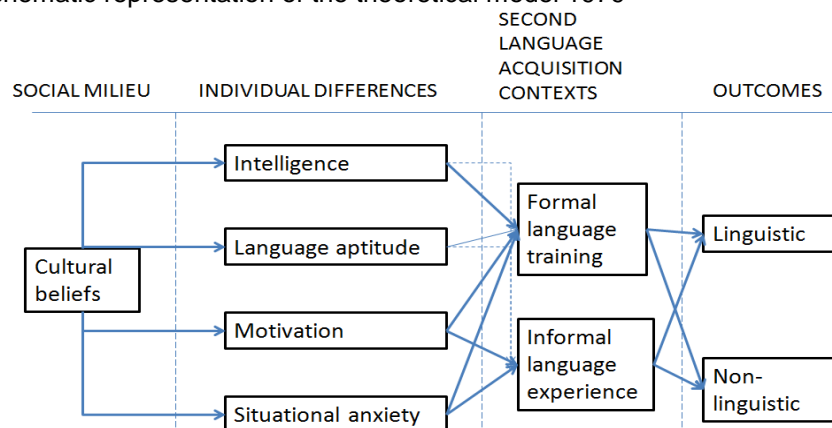 SECOND
LANGUAGE
ACQUISITION
CONTEXTS
SOCIAL MILIEU
INDIVIDUAL DIFFERENCES
OUTCOMES
Intelligence
Language aptitude
Cultural
beliefs
Motivation
Situational anxiety
Formal
language
training
Informal
language
experience
Linguistic
Non-
linguistic